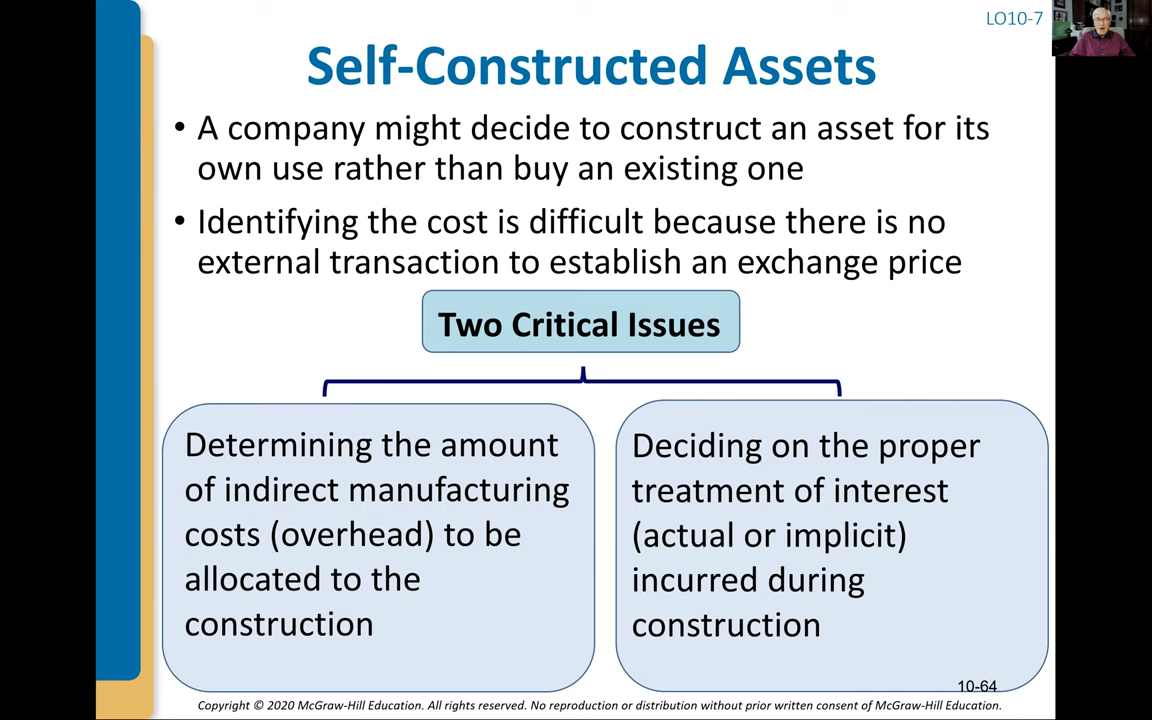 LO10-7
Self-Constructed Assets
• A company might decide to construct an asset for its
own use rather than buy an existing one
• Identifying the cost is difficult because there is no
external transaction to establish an exchange price
Two Critical Issues
Determining the amount
of indirect manufacturing
costs (overhead) to be
allocated to the
construction
Deciding on the proper
treatment of interest
(actual or implicit)
incurred during
construction
10-64
Copyright © 2020 McGraw-Hill Education. All rights reserved. No reproduction or distribution without prior written consent of McGraw-Hill Education.